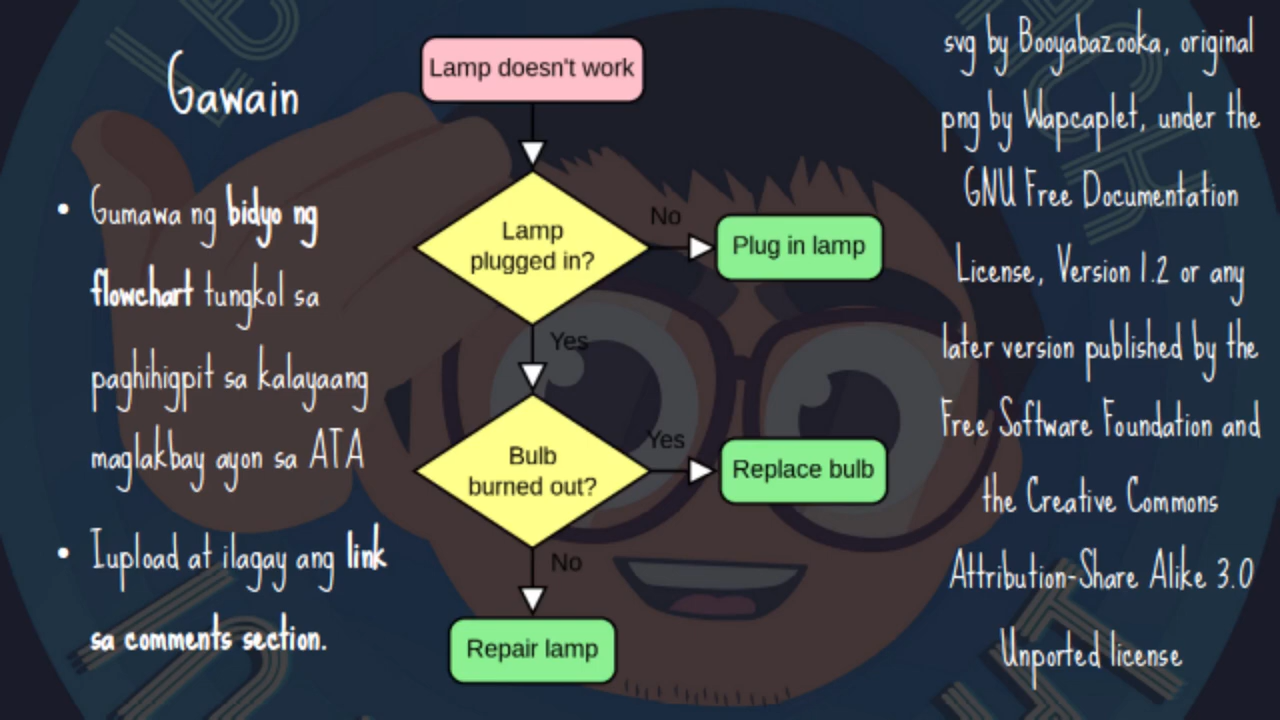 Gawain
• Gumawa ng bidyo ng
flowchart tungkol sa
paghihigpit sa kalayaang
maglakbay ayon sa ATA
• Iupload at ilagay ang link
sa comments section.
Lamp doesn't work
Lamp
plugged in?
No
Plug in lamp
Yes
Bulb
burned out?
Yes
Replace bulb
No
Repair lamp
svg by Booyabazooka, original
png by Wapcaplet, under the
GNU Free Documentation
License, Version 1.2 or any
later version published by the
Free Software Foundation and
the Creative Commons
Attribution-Share Alike 3.0
Unported license